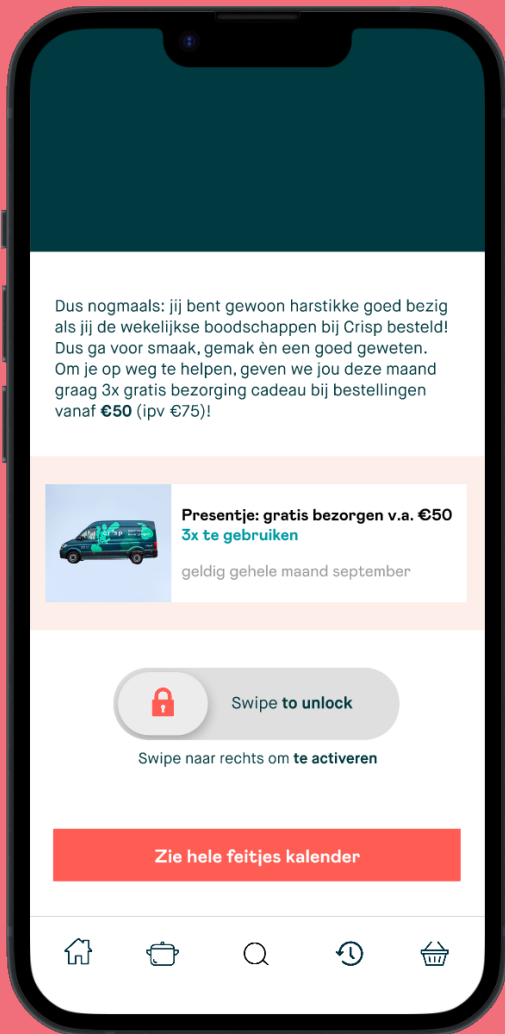 Dus nogmaals: jij bent gewoon harstikke goed bezig
als jij de wekelijkse boodschappen bij Crisp besteld!
Dus ga voor smaak, gemak èn een goed geweten.
Om je op weg te helpen, geven we jou deze maand
graag 3x gratis bezorging cadeau bij bestellingen
vanaf €50 (ipv €75)!
Presentje: gratis bezorgen v.a. €50
3x te gebruiken
geldig gehele maand september
Swipe to unlock
Swipe naar rechts om te activeren
Zie hele feitjes kalender